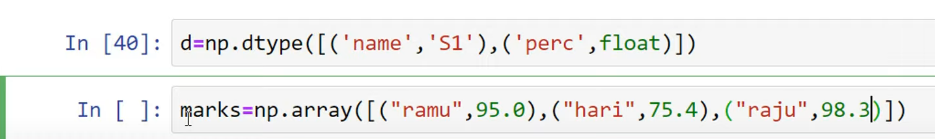 In [40]: d=np.dtype([('name','S1'),('perc',float)])
In [ ]: marks=np.array([("ramu",95.0),("hari",75.4),("raju",98.3)])